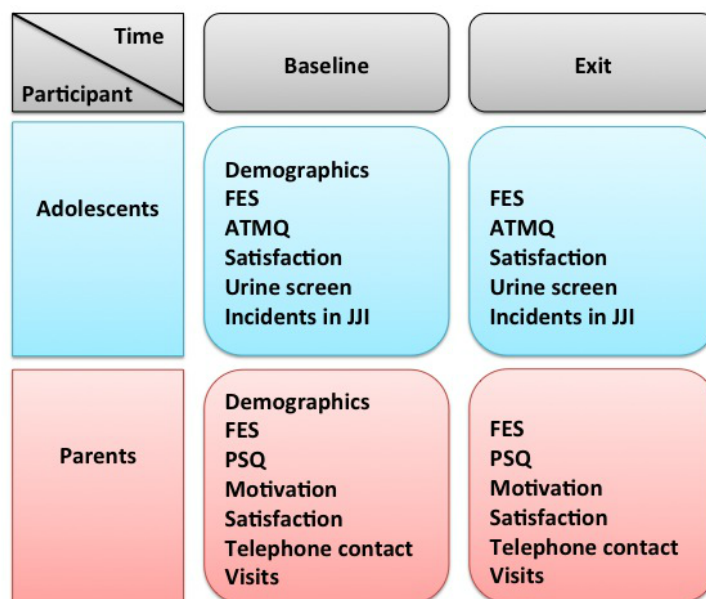 Time
Participant
Baseline
Exit
Adolescents
Demographics
FES
ATMQ
Satisfaction
Urine screen
Incidents in JJI
FES
ATMQ
Satisfaction
Urine screen
Incidents in JJI
Parents
Demographics
FES
PSQ
Motivation
Satisfaction
Telephone contact
Visits
FES
PSQ
Motivation
Satisfaction
Telephone contact
Visits